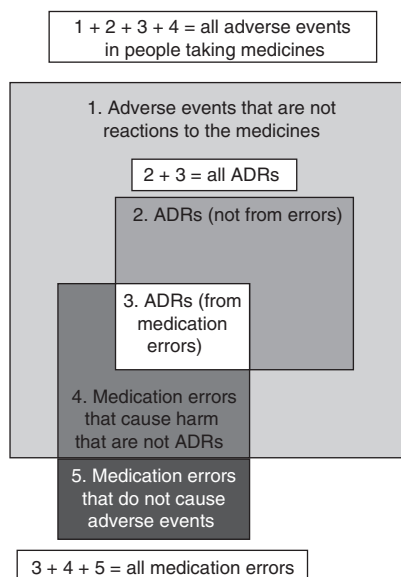 1 + 2 + 3 + 4 = all adverse events
in people taking medicines
1. Adverse events that are not
reactions to the medicines
2 + 3 = all ADRs
2. ADRs (not from errors)
3. ADRs (from
medication
errors)
4. Medication errors
that cause harm
that are not ADRs
5. Medication errors
that do not cause
adverse events
3 + 4 + 5 = all medication errors